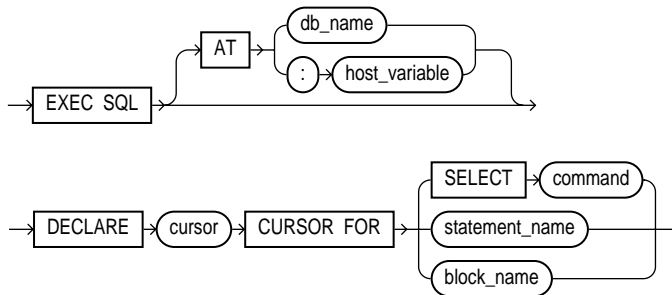 db_name
AT
: host_variable
EXEC SQL
SELECT command
DECLARE cursor CURSOR FOR statement_name
block_name